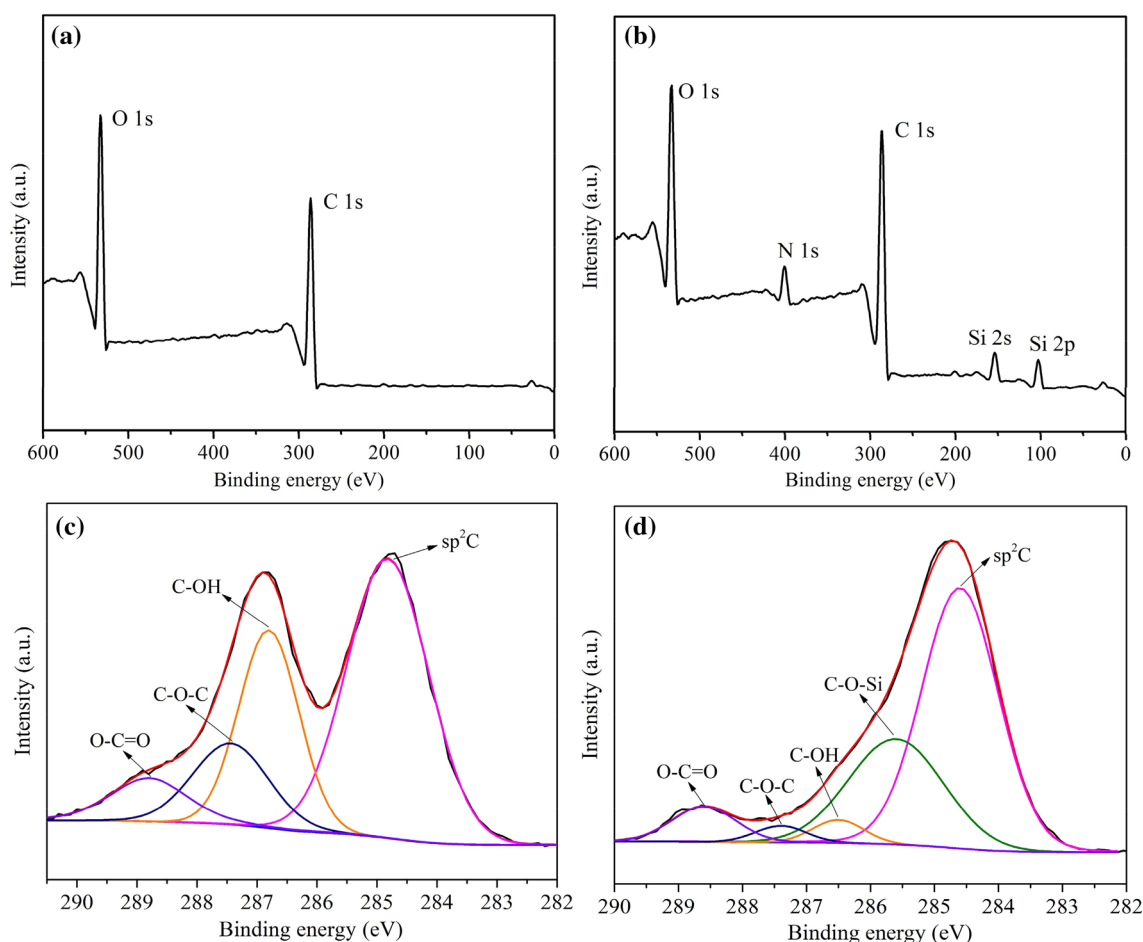 (a)
O 1s
C 1s
Intensity (a.u.)
600 500 400 300 200 100 0
Binding energy (eV)
(b)
O 1s
C 1s
N 1s
Si 2s Si 2p
Intensity (a.u.)
600 500 400 300 200 100 0
Binding energy (eV)
(c)
sp²C
C-OH
C-O-C
O-C=O
Intensity (a.u.)
290 289 288 287 286 285 284 283 282
Binding energy (eV)
(d)
sp²C
C-O-Si
C-OH
O-C=O
C-O-C
Intensity (a.u.)
290 289 288 287 286 285 284 283 282
Binding energy (eV)